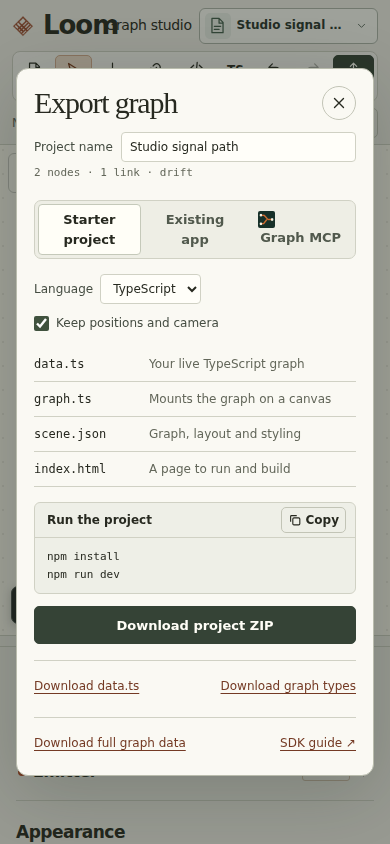 Loom
Graph studio
Studio signal ...
Export graph
Project name
Studio signal path
2 nodes · 1 link · drift
Starter
project
Existing
app
Graph MCP
Language
TypeScript
Keep positions and camera
data.ts
Your live TypeScript graph
graph.ts
Mounts the graph on a canvas
scene.json
Graph, layout and styling
index.html
A page to run and build
Run the project
Copy
npm install
npm run dev
Download project ZIP
Download data.ts
Download graph types
Download full graph data
SDK guide ↗
Appearance